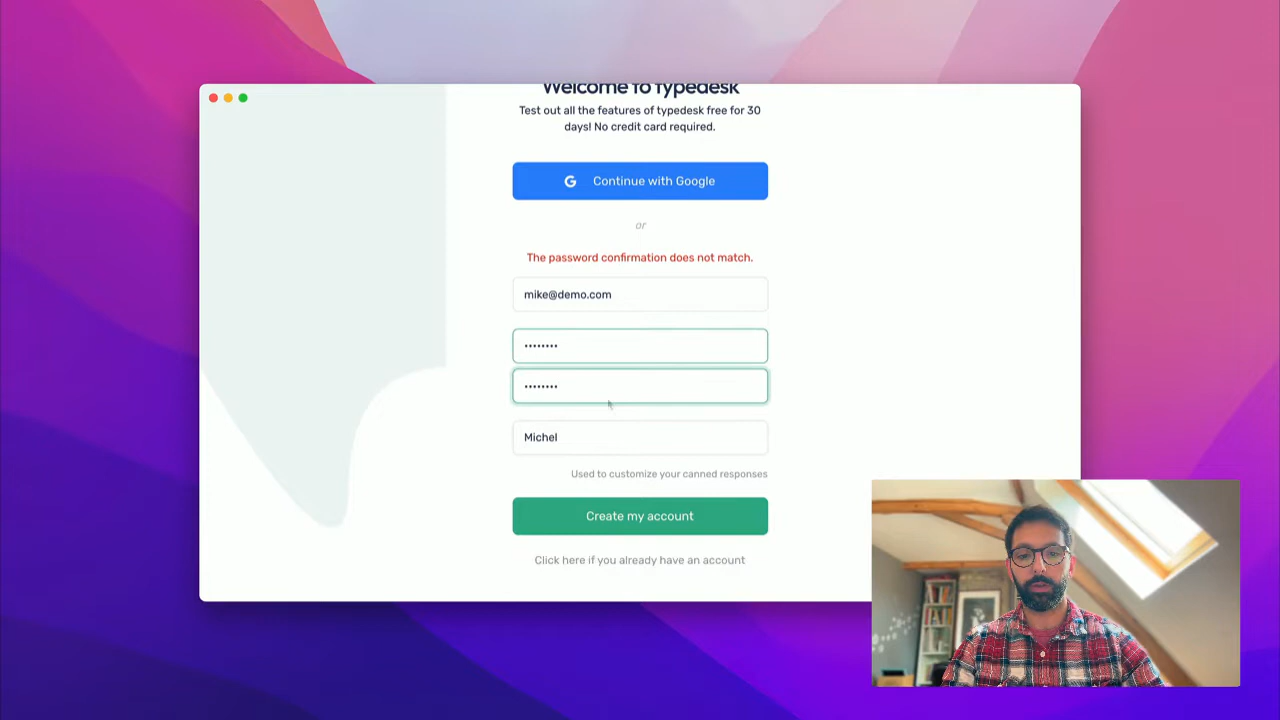 Welcome to typedesk
Test out all the features of typedesk free for 30
days! No credit card required.
G Continue with Google
or
The password confirmation does not match.
mike@demo.com
••••••••
••••••••
Michel
Used to customize your canned responses
Create my account
Click here if you already have an account